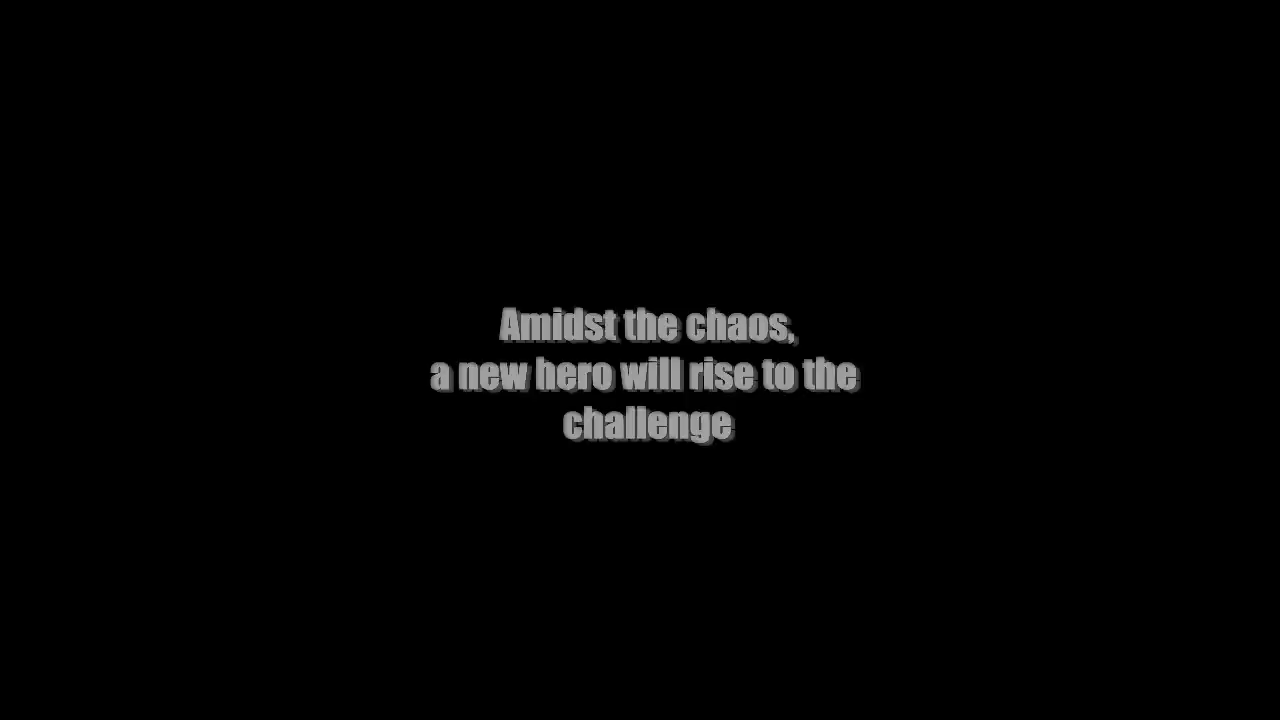 Amidst the chaos,
a new hero will rise to the
challenge